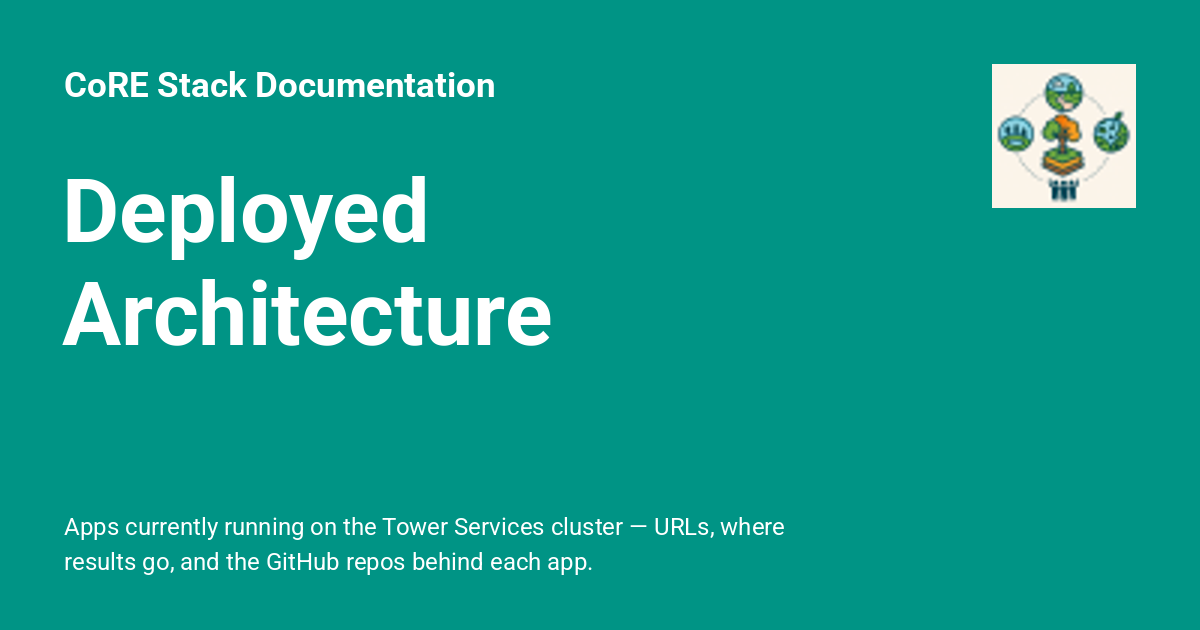 CoRE Stack Documentation
Deployed
Architecture
Apps currently running on the Tower Services cluster — URLs, where
results go, and the GitHub repos behind each app.